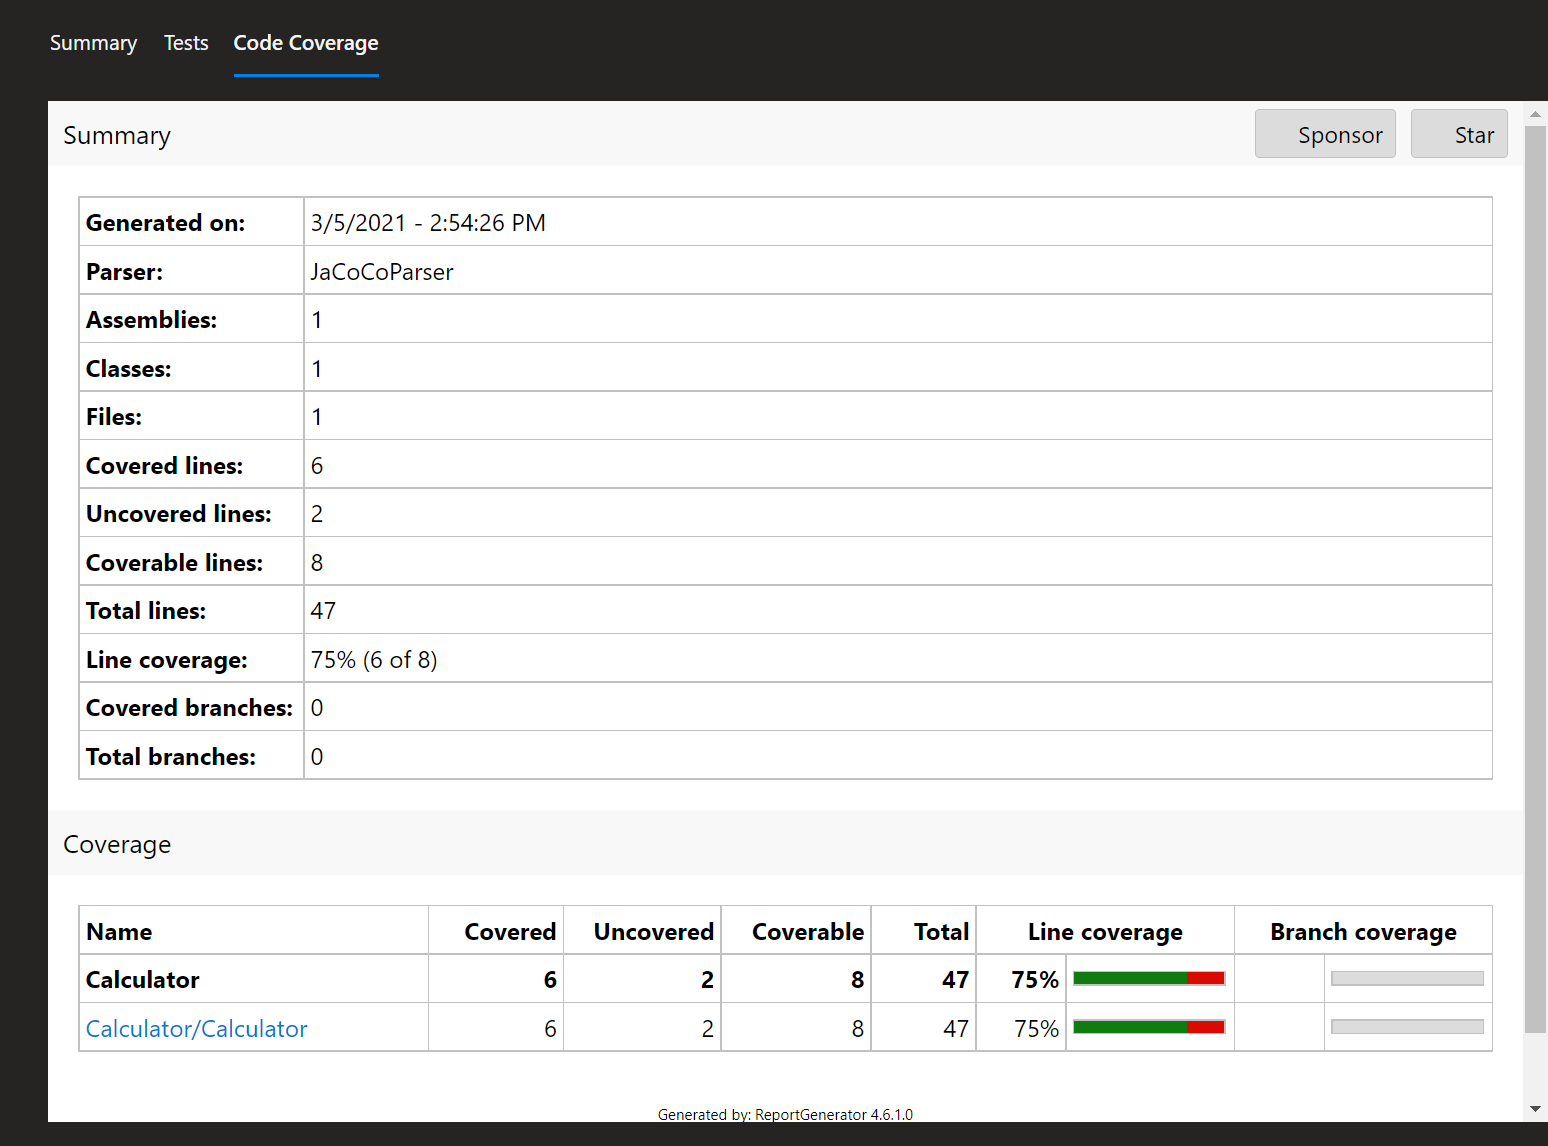 Summary Tests Code Coverage
Summary Sponsor Star
Generated on: 3/5/2021 - 2:54:26 PM
Parser: JaCoCoParser
Assemblies: 1
Classes: 1
Files: 1
Covered lines: 6
Uncovered lines: 2
Coverable lines: 8
Total lines: 47
Line coverage: 75% (6 of 8)
Covered branches: 0
Total branches: 0
Coverage
Name Covered Uncovered Coverable Total Line coverage Branch coverage
Calculator 6 2 8 47 75%
Calculator/Calculator 6 2 8 47 75%
Generated by: ReportGenerator 4.6.1.0